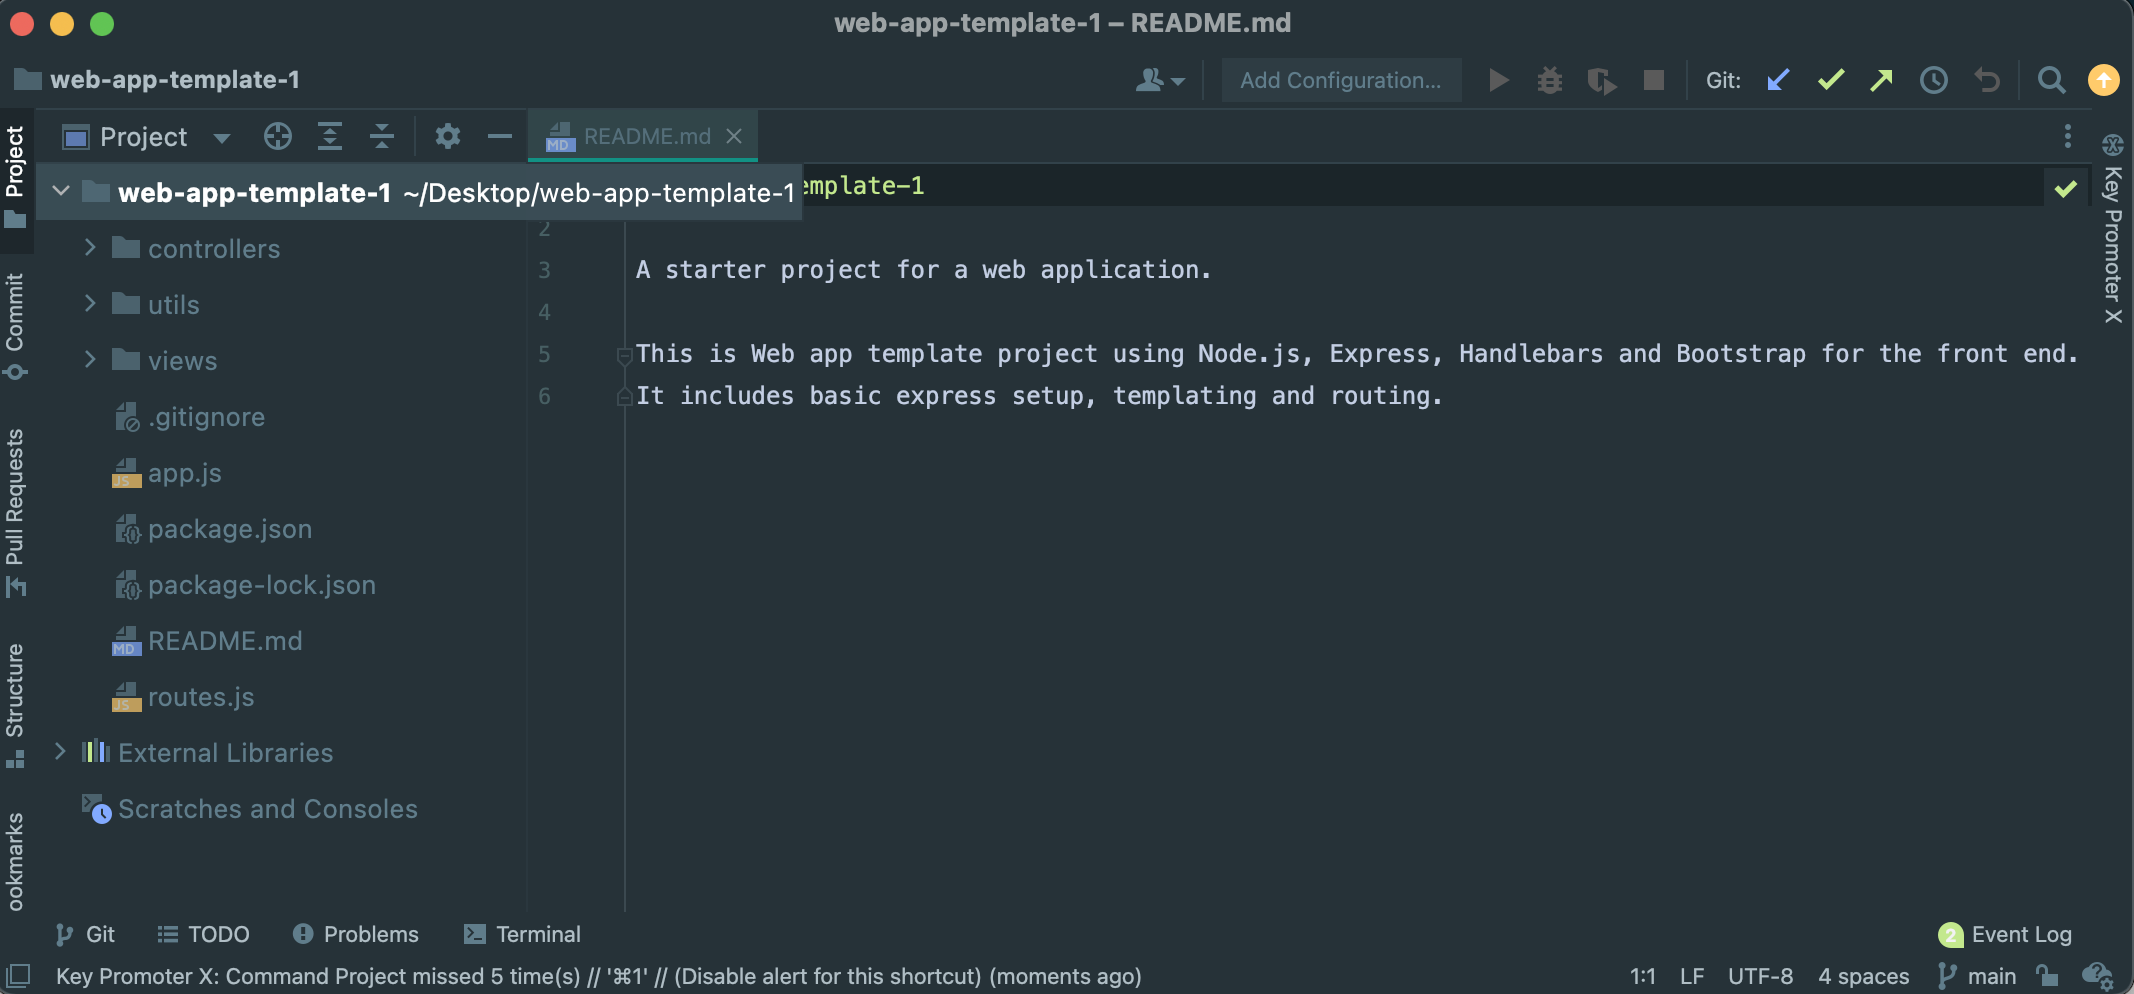 web-app-template-1 – README.md
web-app-template-1
Add Configuration...
Git:
Project
README.md
web-app-template-1 ~/Desktop/web-app-template-1
controllers
utils
views
.gitignore
app.js
package.json
package-lock.json
README.md
routes.js
External Libraries
Scratches and Consoles
emplate-1
2
3 A starter project for a web application.
4
5 This is Web app template project using Node.js, Express, Handlebars and Bootstrap for the front end.
6 It includes basic express setup, templating and routing.
Project
Commit
Pull Requests
Structure
ookmarks
Key Promoter X
Git
TODO
Problems
Terminal
2 Event Log
Key Promoter X: Command Project missed 5 time(s) // '⌘1' // (Disable alert for this shortcut) (moments ago)
1:1 LF UTF-8 4 spaces main